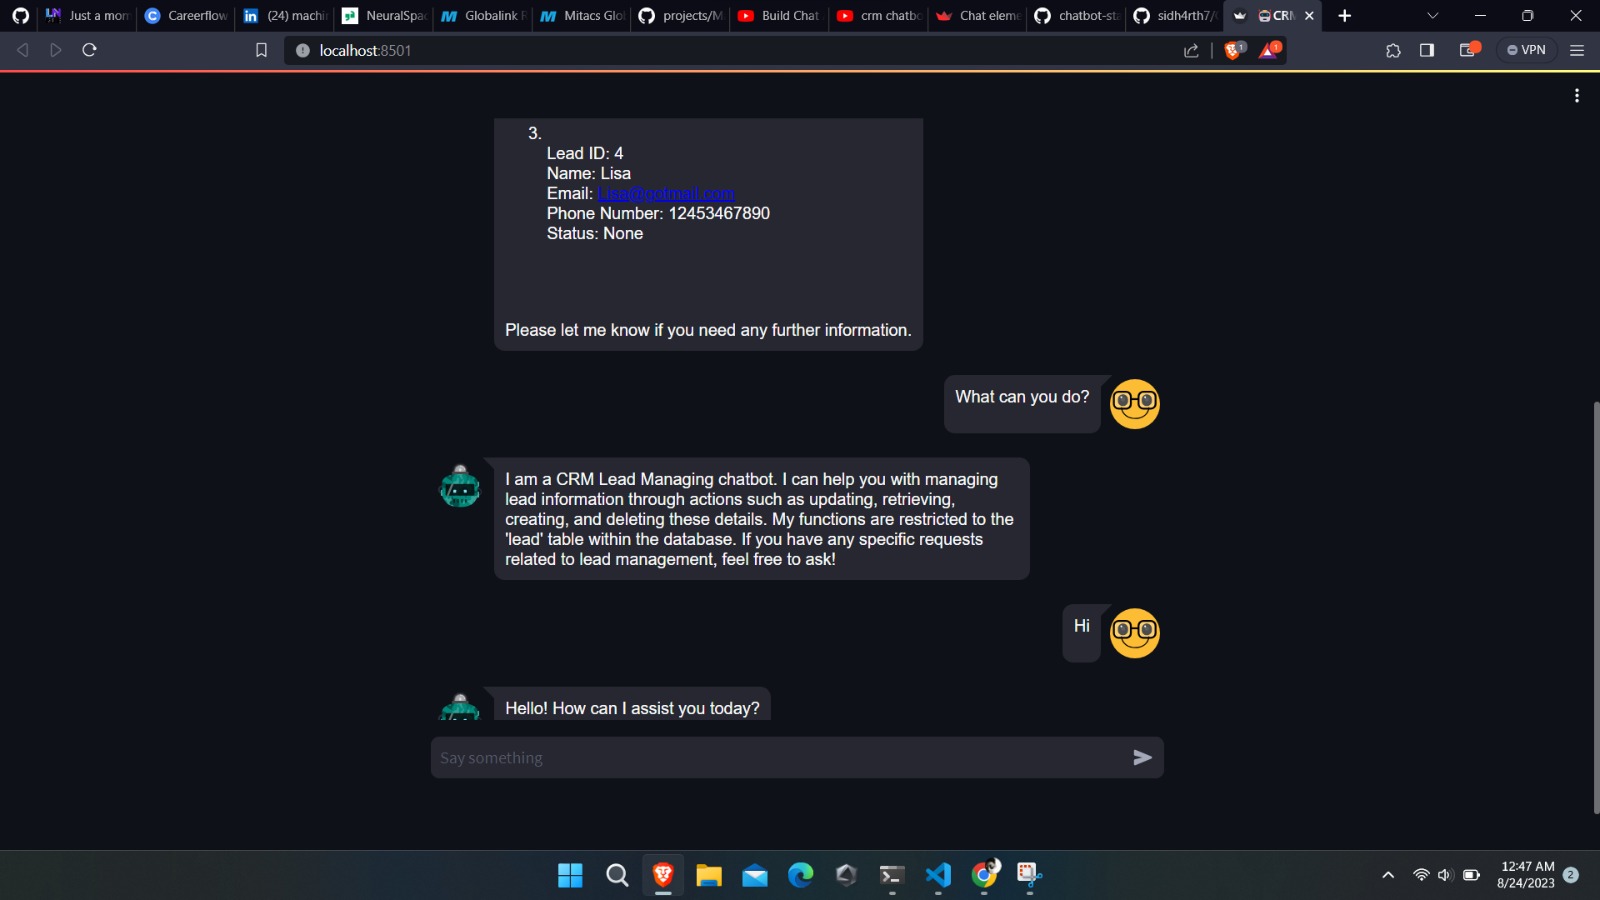 Just a mom
Careerflow
(24) machi
NeuralSpac
Globalink R
Mitacs Glo
projects/M
Build Chat
crm chatbo
Chat eleme
chatbot-sta
sidh4rth7/
CRM
localhost:8501
1
1
VPN
3.
Lead ID: 4
Name: Lisa
Email: Lisa@gotmail.com
Phone Number: 12453467890
Status: None
Please let me know if you need any further information.
What can you do?
I am a CRM Lead Managing chatbot. I can help you with managing
lead information through actions such as updating, retrieving,
creating, and deleting these details. My functions are restricted to the
'lead' table within the database. If you have any specific requests
related to lead management, feel free to ask!
Hi
Hello! How can I assist you today?
Say something
12:47 AM
8/24/2023
2